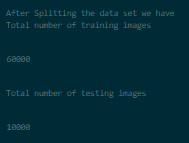 After Splitting the data set we have
Total number of training images
60000
Total number of testing images
10000